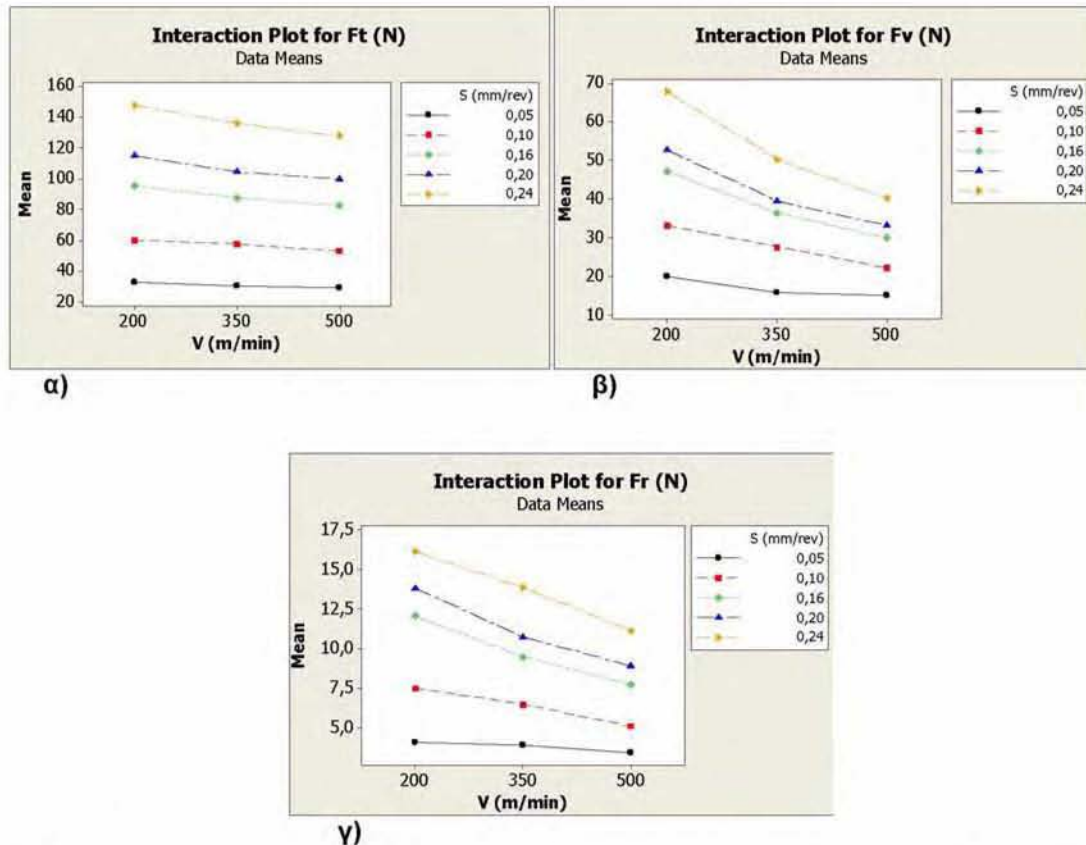 Interaction Plot for Ft (N)
Data Means
Mean
160
140
120
100
80
60
40
20
200 350 500
V (m/min)
S (mm/rev)
0,05
0,10
0,16
0,20
0,24
α)
Interaction Plot for Fv (N)
Data Means
Mean
70
60
50
40
30
20
10
200 350 500
V (m/min)
S (mm/rev)
0,05
0,10
0,16
0,20
0,24
β)
Interaction Plot for Fr (N)
Data Means
Mean
17,5
15,0
12,5
10,0
7,5
5,0
200 350 500
V (m/min)
S (mm/rev)
0,05
0,10
0,16
0,20
0,24
γ)